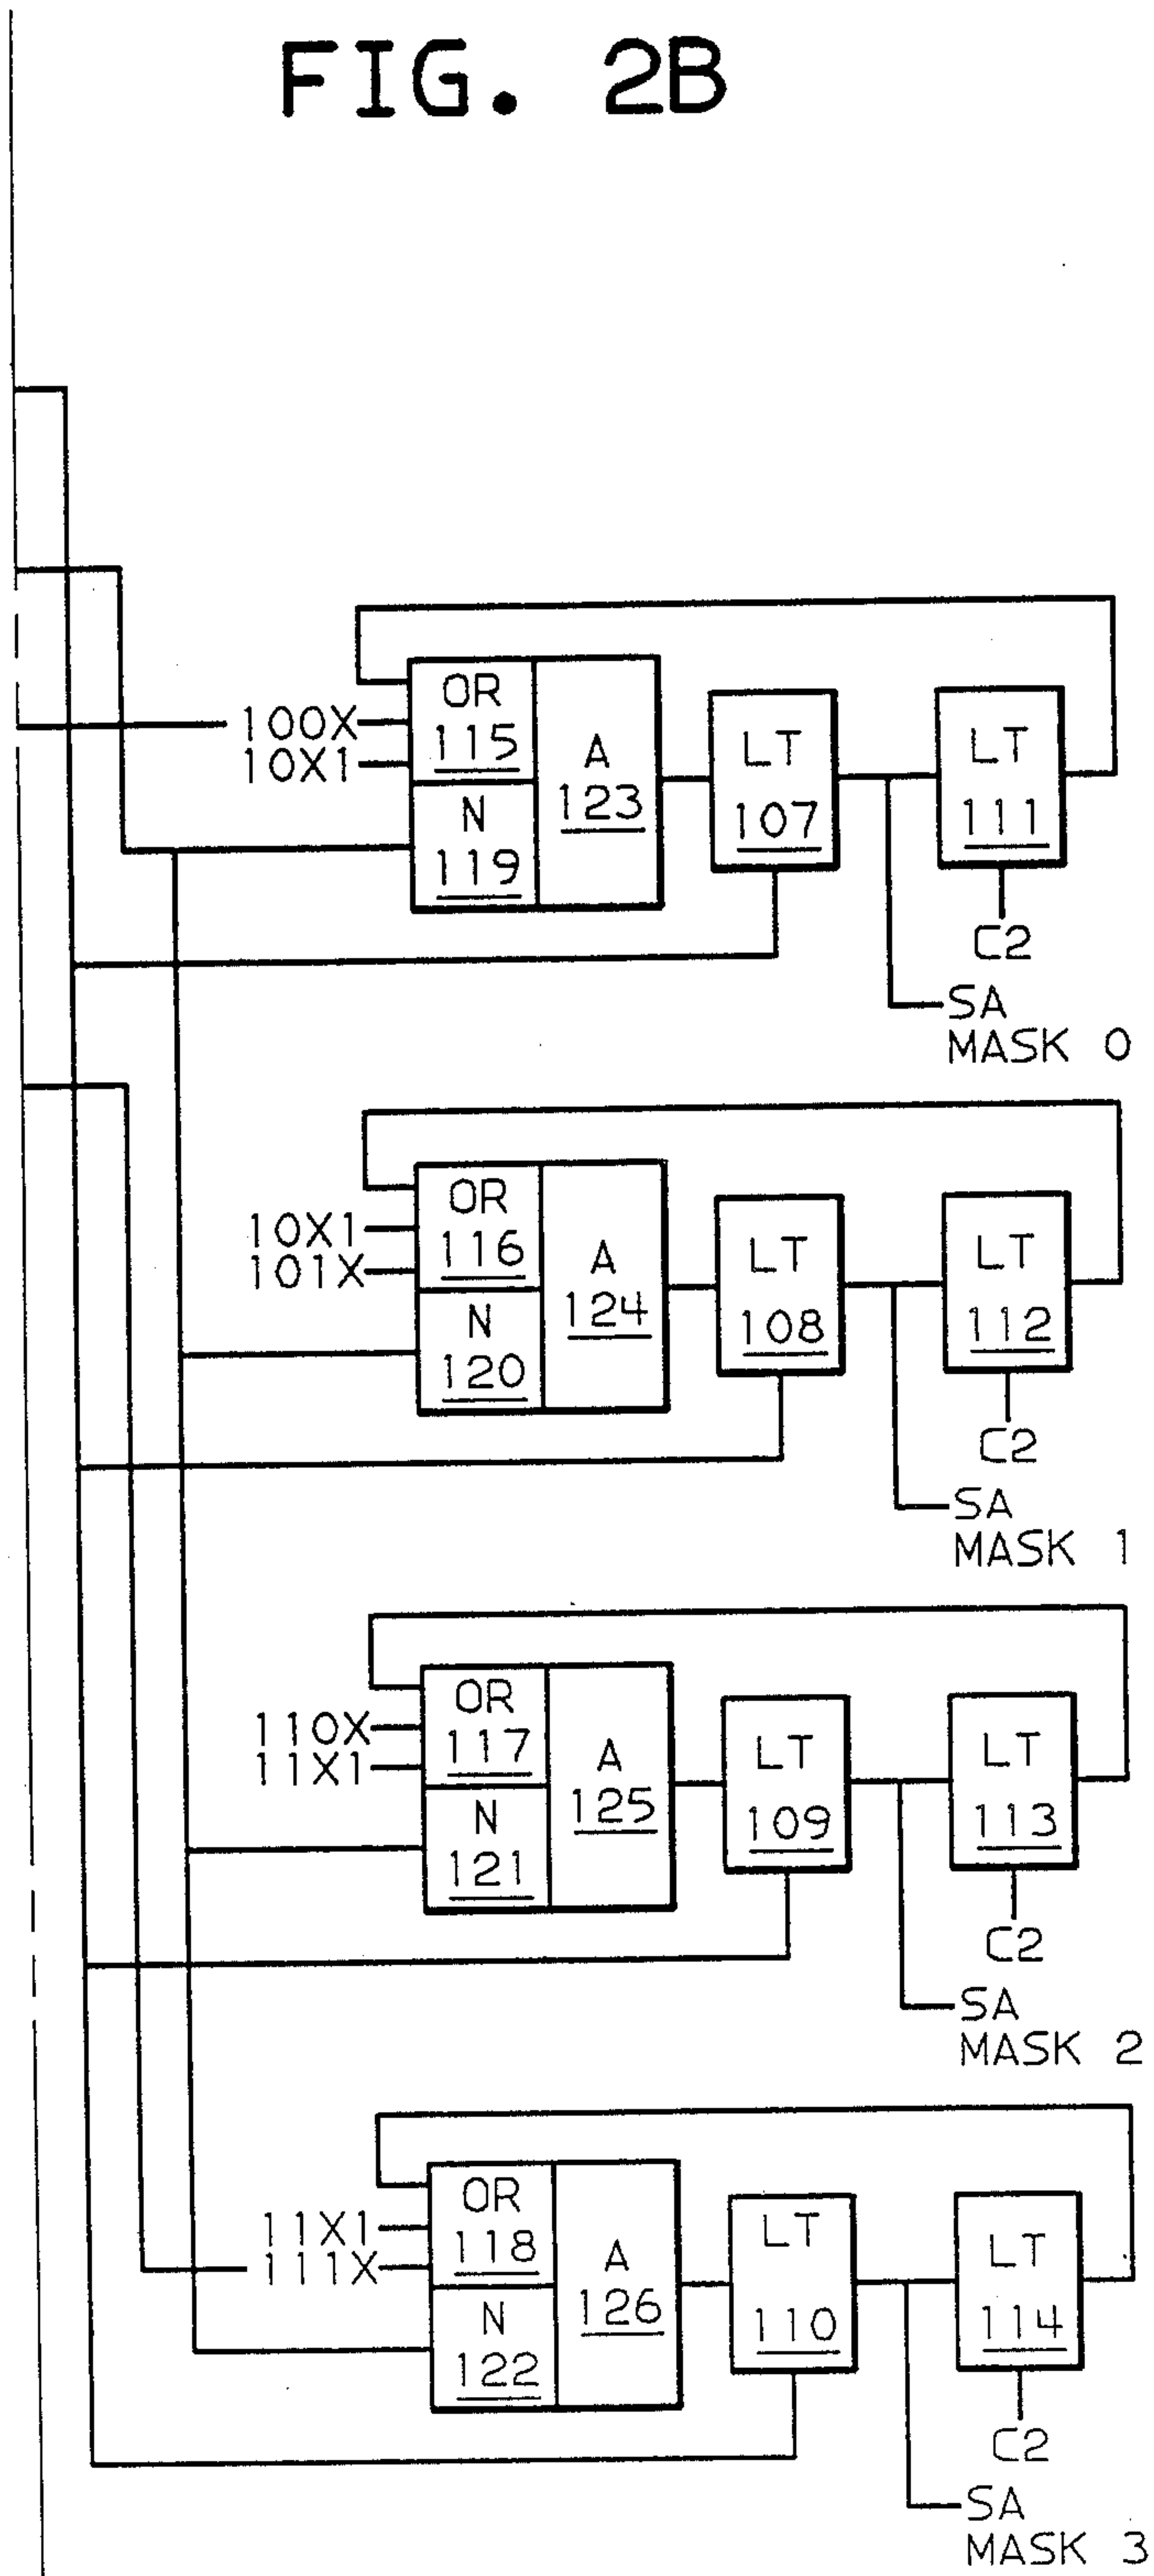 FIG. 2B
OR
115
N
119
A
123
100X
10X1
LT
107
LT
111
C2
SA
MASK 0
OR
116
N
120
A
124
10X1
101X
LT
108
LT
112
C2
SA
MASK 1
OR
117
N
121
A
125
110X
11X1
LT
109
LT
113
C2
SA
MASK 2
OR
118
N
122
A
126
11X1
111X
LT
110
LT
114
C2
SA
MASK 3